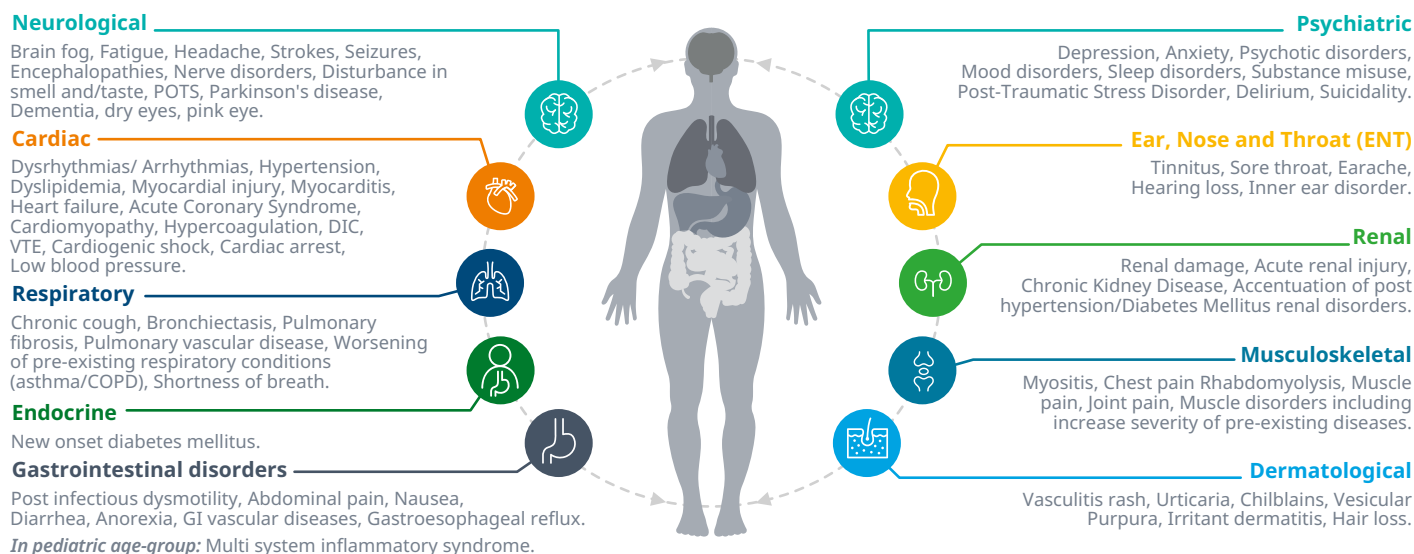 Neurological
Brain fog, Fatigue, Headache, Strokes, Seizures,
Encephalopathies, Nerve disorders, Disturbance in
smell and/taste, POTS, Parkinson's disease,
Dementia, dry eyes, pink eye.
Cardiac
Dysrhythmias/ Arrhythmias, Hypertension,
Dyslipidemia, Myocardial injury, Myocarditis,
Heart failure, Acute Coronary Syndrome,
Cardiomyopathy, Hypercoagulation, DIC,
VTE, Cardiogenic shock, Cardiac arrest,
Low blood pressure.
Respiratory
Chronic cough, Bronchiectasis, Pulmonary
fibrosis, Pulmonary vascular disease, Worsening
of pre-existing respiratory conditions
(asthma/COPD), Shortness of breath.
Endocrine
New onset diabetes mellitus.
Gastrointestinal disorders
Post infectious dysmotility, Abdominal pain, Nausea,
Diarrhea, Anorexia, GI vascular diseases, Gastroesophageal reflux.
In pediatric age-group: Multi system inflammatory syndrome.
Psychiatric
Depression, Anxiety, Psychotic disorders,
Mood disorders, Sleep disorders, Substance misuse,
Post-Traumatic Stress Disorder, Delirium, Suicidality.
Ear, Nose and Throat (ENT)
Tinnitus, Sore throat, Earache,
Hearing loss, Inner ear disorder.
Renal
Renal damage, Acute renal injury,
Chronic Kidney Disease, Accentuation of post
hypertension/Diabetes Mellitus renal disorders.
Musculoskeletal
Myositis, Chest pain Rhabdomyolysis, Muscle
pain, Joint pain, Muscle disorders including
increase severity of pre-existing diseases.
Dermatological
Vasculitis rash, Urticaria, Chilblains, Vesicular
Purpura, Irritant dermatitis, Hair loss.